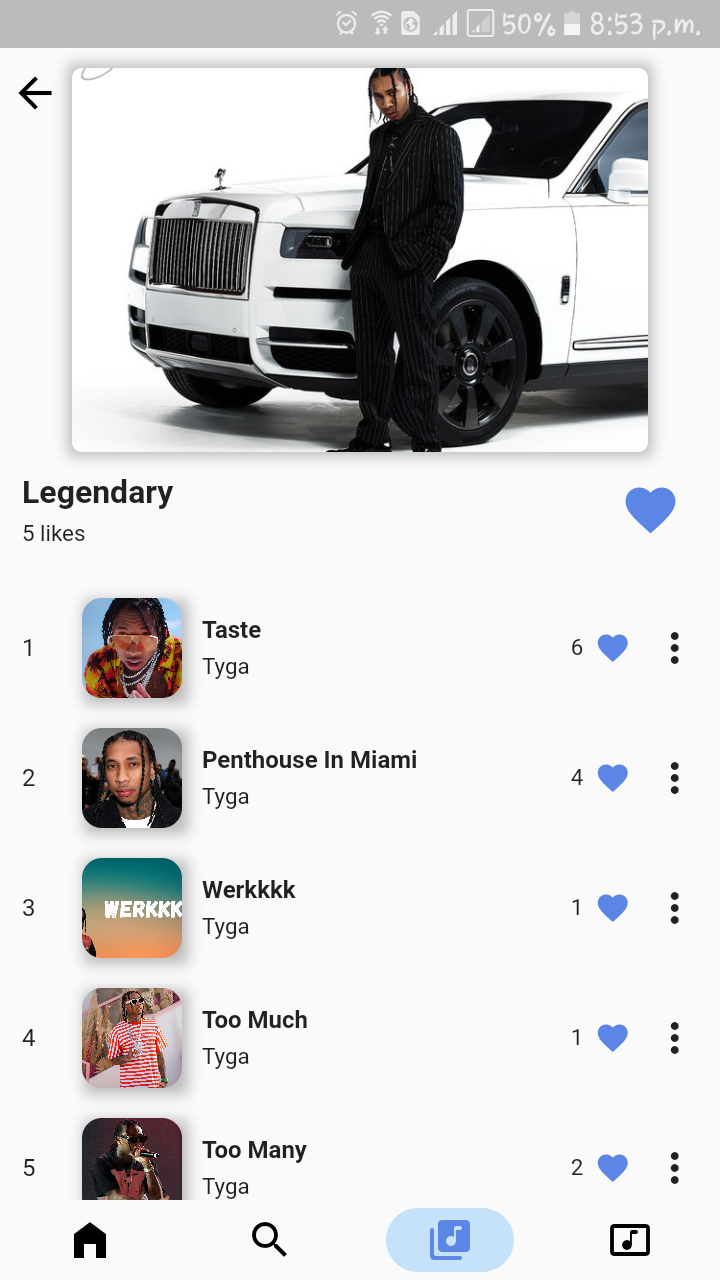 50% 8:53 p.m.
Legendary
5 likes
1 Taste 6
Tyga
2 Penthouse In Miami 4
Tyga
3 WERKKK Werkkkk 1
Tyga
4 Too Much 1
Tyga
5 Too Many 2
Tyga